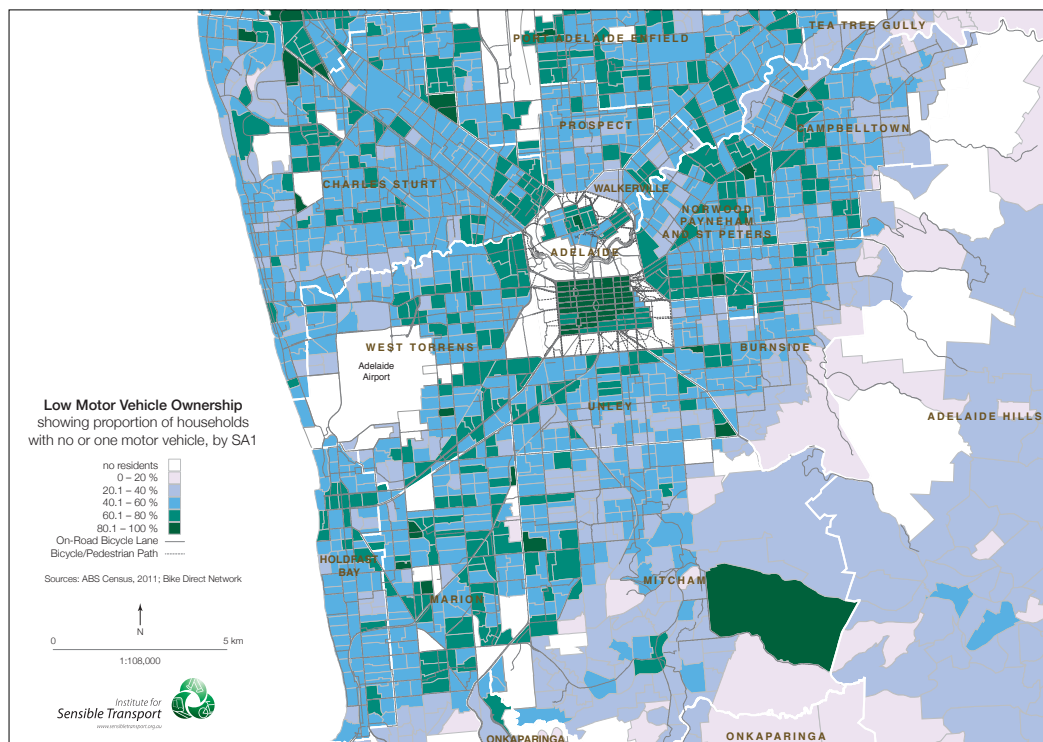 TEA TREE GULLY
PORT ADELAIDE ENFIELD
PROSPECT
CAMPBELLTOWN
CHARLES STURT
WALKERVILLE
NORWOOD
PAYNEHAM
AND ST PETERS
ADELAIDE
WEST TORRENS
BURNSIDE
Adelaide
Airport
UNLEY
ADELAIDE HILLS
Low Motor Vehicle Ownership
showing proportion of households
with no or one motor vehicle, by SA1
no residents
0 – 20 %
20.1 – 40 %
40.1 – 60 %
60.1 – 80 %
80.1 – 100 %
On-Road Bicycle Lane
Bicycle/Pedestrian Path
Sources: ABS Census, 2011; Bike Direct Network
HOLDFAST
BAY
MITCHAM
MARION
N
0 5 km
1:108,000
Institute for
Sensible Transport
www.sensibletransport.org.au
ONKAPARINGA
ONKAPARINGA